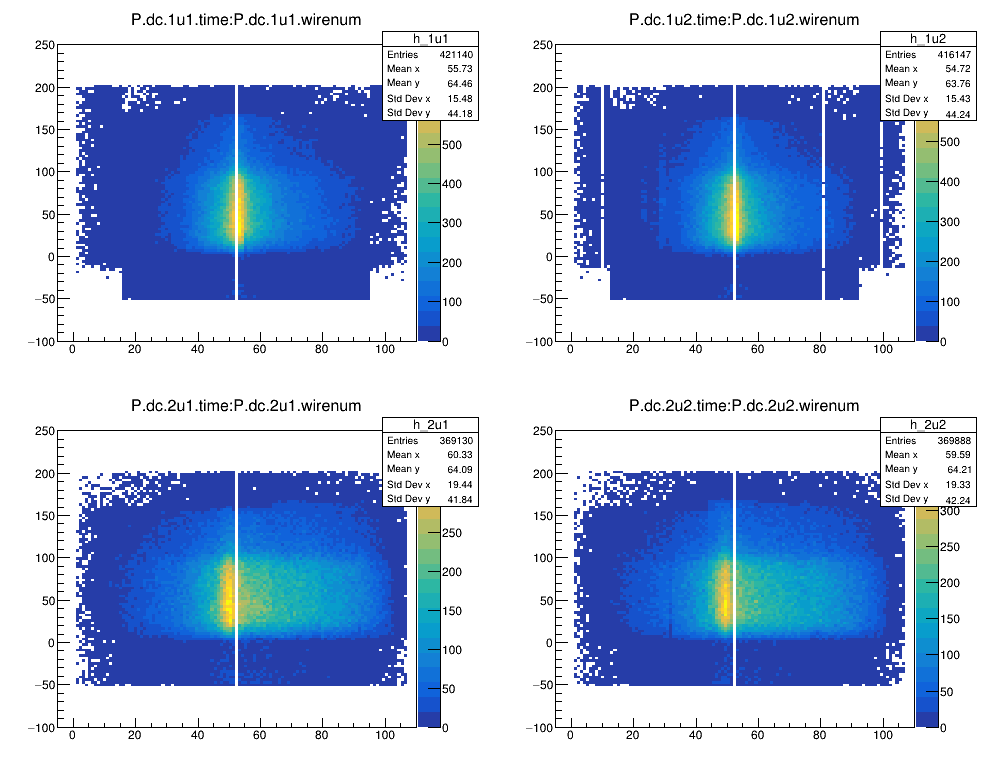 P.dc.1u1.time:P.dc.1u1.wirenum
h_1u1
Entries 421140
Mean x 55.73
Mean y 64.46
Std Dev x 15.48
Std Dev y 44.18
250
200
150
100
50
0
−50
−100
0 20 40 60 80 100
500
400
300
200
100
0
P.dc.1u2.time:P.dc.1u2.wirenum
h_1u2
Entries 416147
Mean x 54.72
Mean y 63.76
Std Dev x 15.43
Std Dev y 44.24
250
200
150
100
50
0
−50
−100
0 20 40 60 80 100
500
400
300
200
100
0
P.dc.2u1.time:P.dc.2u1.wirenum
h_2u1
Entries 369130
Mean x 60.33
Mean y 64.09
Std Dev x 19.44
Std Dev y 41.84
250
200
150
100
50
0
−50
−100
0 20 40 60 80 100
250
200
150
100
50
0
P.dc.2u2.time:P.dc.2u2.wirenum
h_2u2
Entries 369888
Mean x 59.59
Mean y 64.21
Std Dev x 19.33
Std Dev y 42.24
250
200
150
100
50
0
−50
−100
0 20 40 60 80 100
300
250
200
150
100
50
0